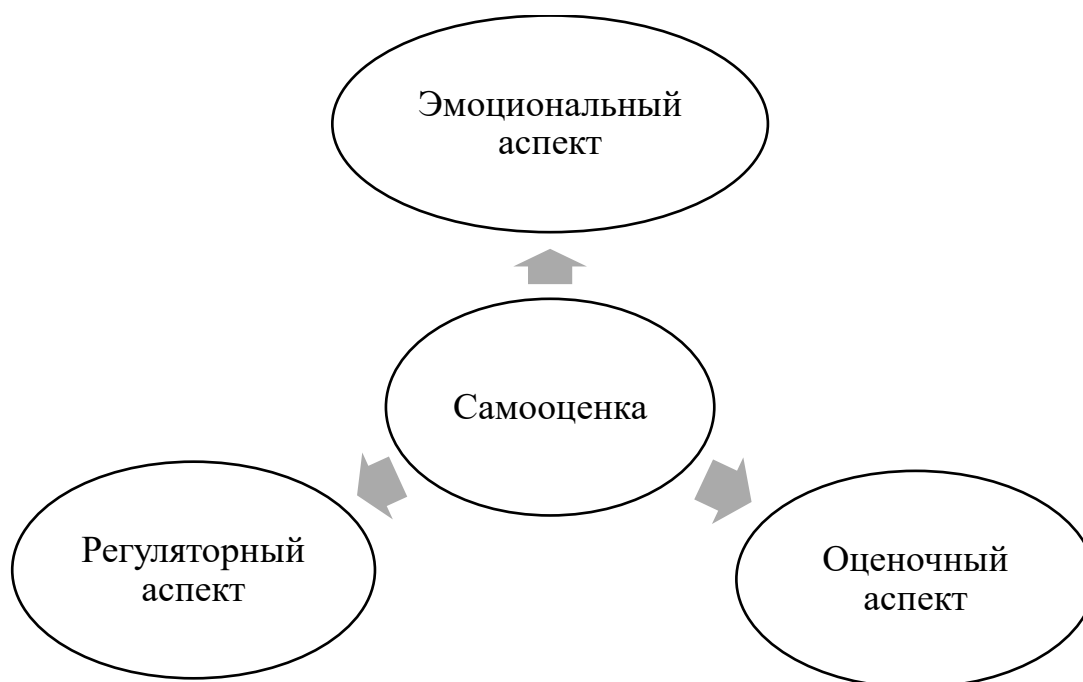 Эмоциональный
аспект
Самооценка
Регуляторный
аспект
Оценочный
аспект